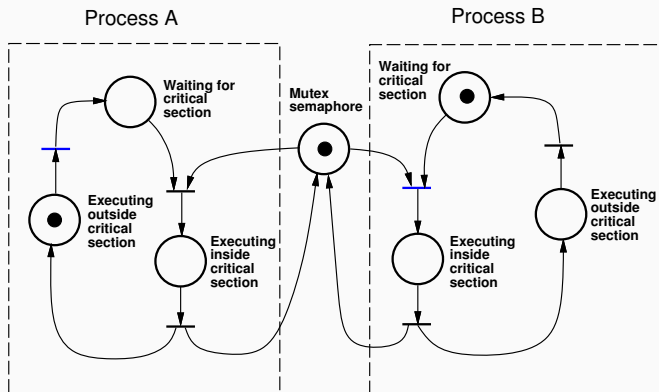 Process A
Process B
Waiting for
critical
section
Mutex
semaphore
Waiting for
critical
section
Executing
outside
critical
section
Executing
inside
critical
section
Executing
inside
critical
section
Executing
outside
critical
section